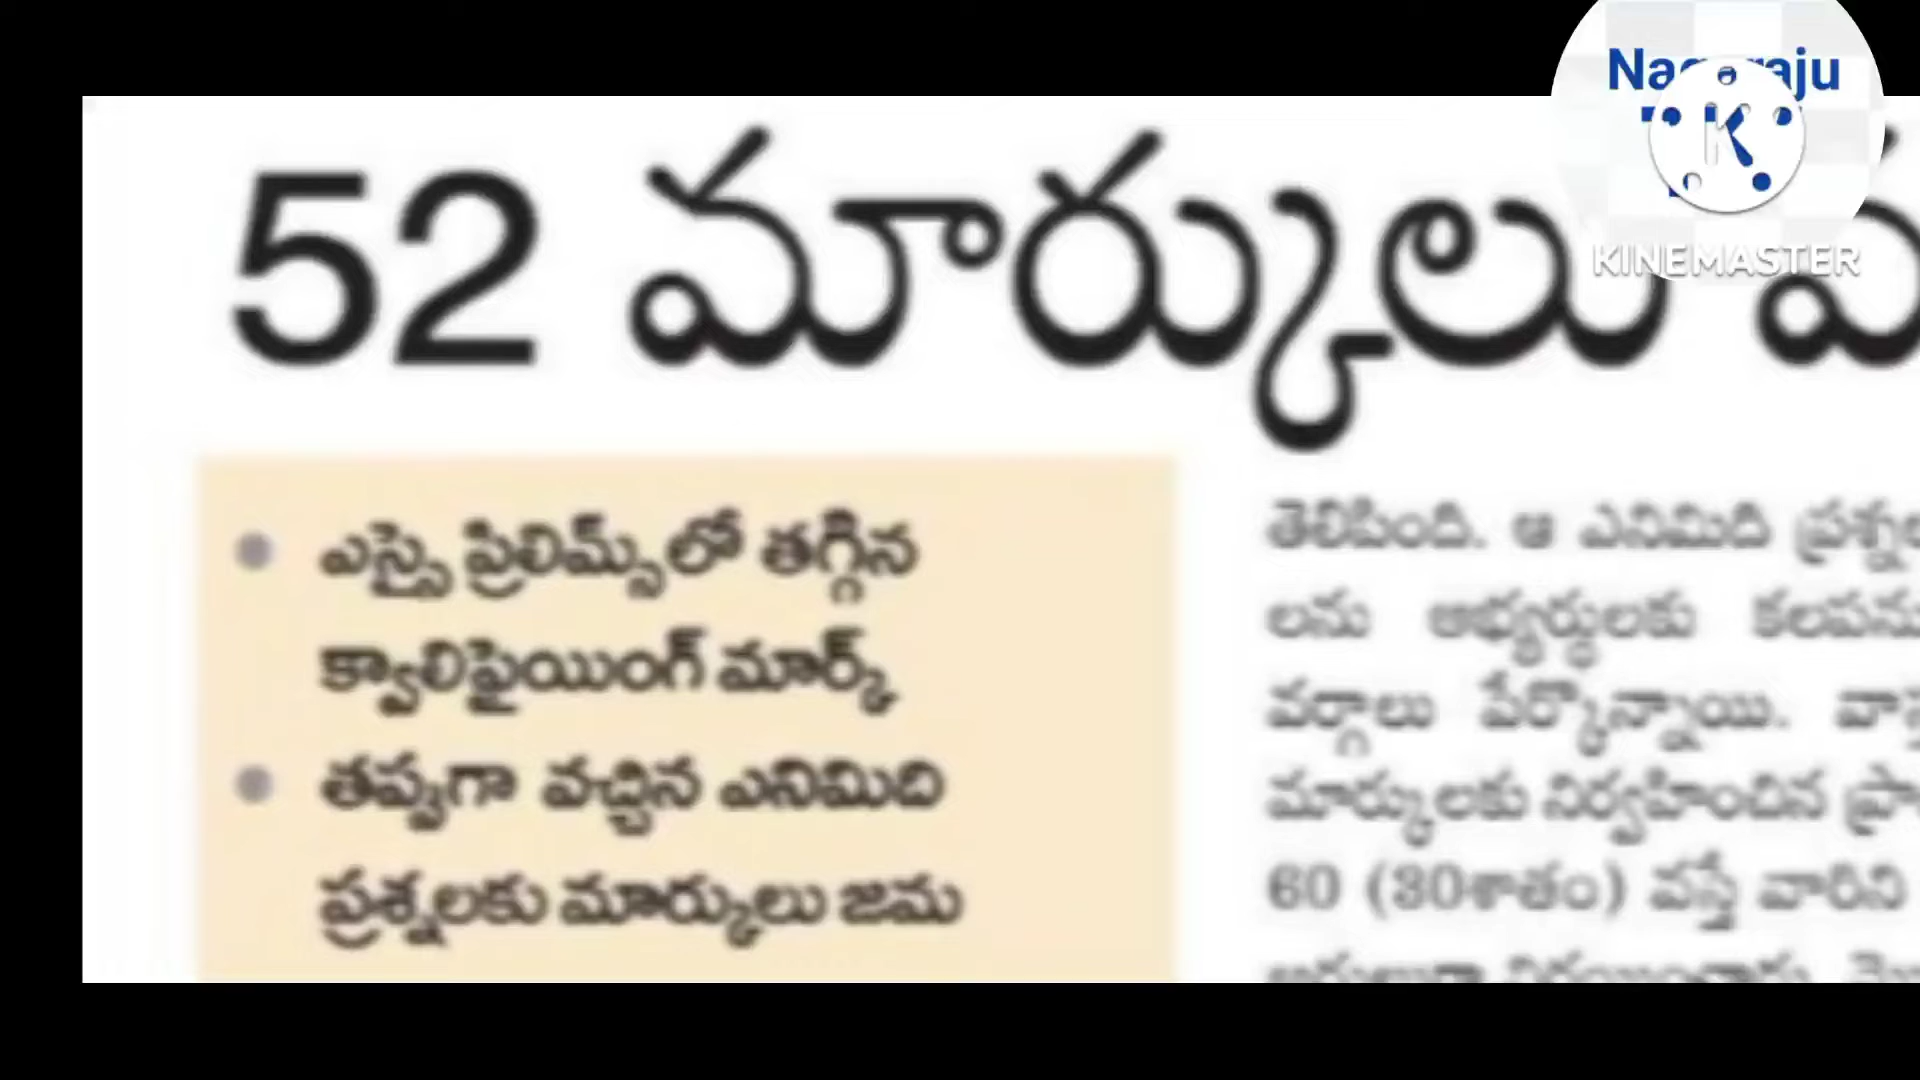 52 మార్కులు
ఎస్సై ప్రిలిమ్స్‌లో తగ్గిన
క్వాలిఫైయింగ్ మార్క్
తప్పుగా వచ్చిన ఎనిమిది
ప్రశ్నలకు మార్కులు జమ
తెలిపింది. ఆ ఎనిమిది
లను అభ్యర్థులకు
వర్గాలు పేర్కొన్నాయి.
మార్కులకు నిర్వహించిన
60 (30శాతం) వస్తే వారిని
KINEMASTER